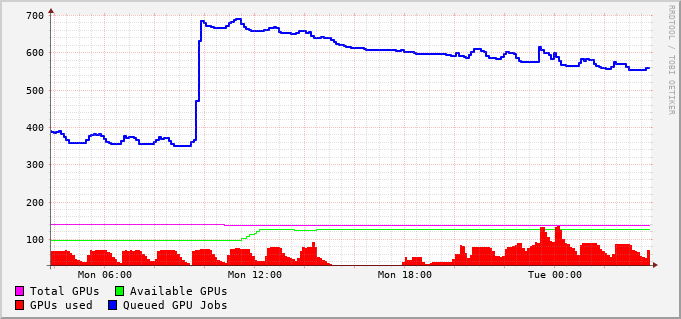 700
600
500
400
300
200
100
Mon 06:00 Mon 12:00 Mon 18:00 Tue 00:00
Total GPUs Available GPUs
GPUs used Queued GPU Jobs
RRDTOOL / TOBI OETIKER